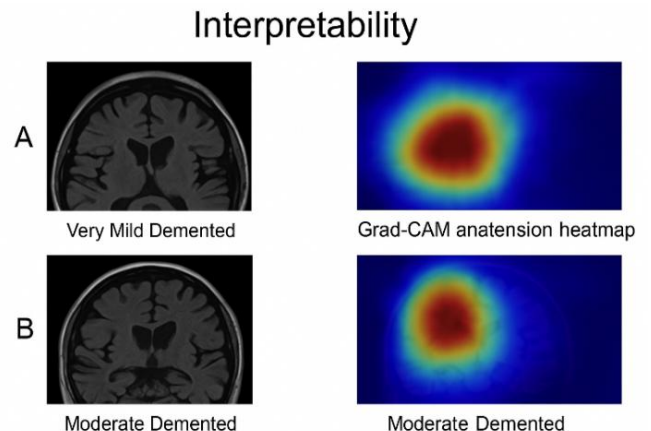 Interpretability
A
Very Mild Demented
Grad-CAM anatension heatmap
B
Moderate Demented
Moderate Demented